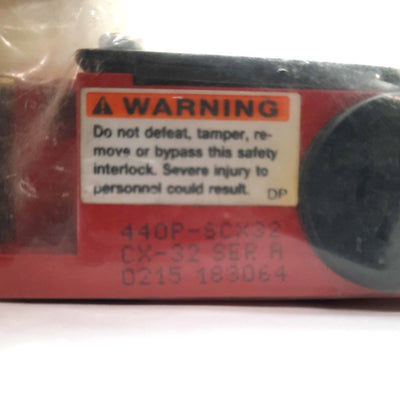 WARNING
Do not defeat, tamper, re-
move or bypass this safety
interlock. Severe injury to
personnel could result. DP
440P-SCX32
CX-32 SER A
0215 183064